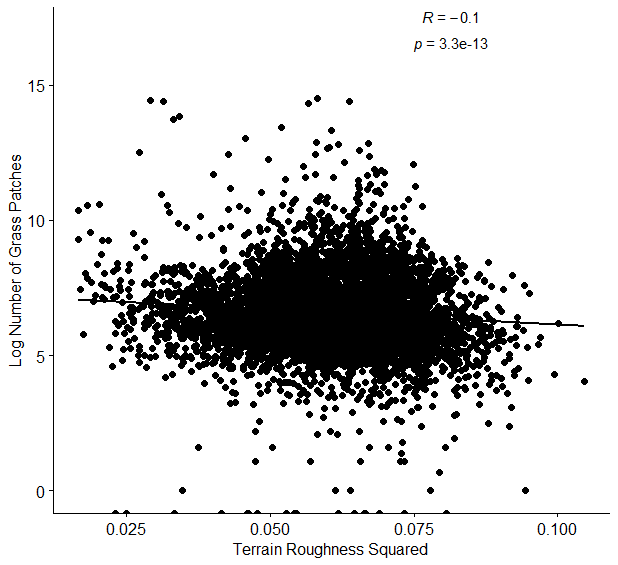 R = −0.1
p = 3.3e-13
15
10
5
0
Log Number of Grass Patches
0.025 0.050 0.075 0.100
Terrain Roughness Squared